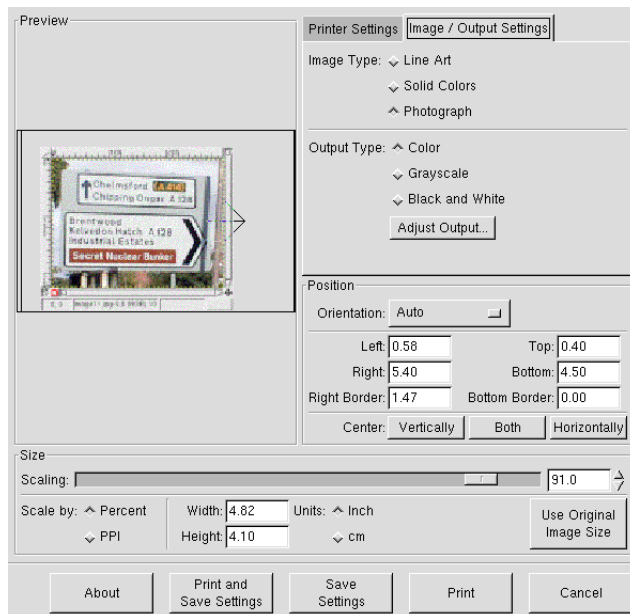 Preview
Printer Settings
Image / Output Settings
Image Type:
Line Art
Solid Colors
Photograph
Output Type:
Color
Grayscale
Black and White
Adjust Output...
Chelmsford A 414
Chipping Ongar A 128
Brentwood
Kelvedon Hatch A 128
Industrial Estates
Secret Nuclear Bunker
Position
Orientation: Auto
Left: 0.58
Top: 0.40
Right: 5.40
Bottom: 4.50
Right Border: 1.47
Bottom Border: 0.00
Center: Vertically Both Horizontally
Size
Scaling: 91.0
Scale by: Percent
PPI
Width: 4.82
Height: 4.10
Units: Inch
cm
Use Original
Image Size
About
Print and
Save Settings
Save
Settings
Print
Cancel